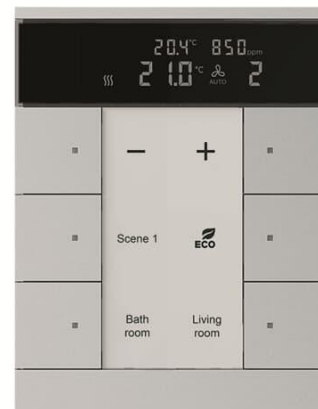 20.4°C 850ppm
21.0°C AUTO 2
− +
Scene 1 ECO
Bath room
Living room